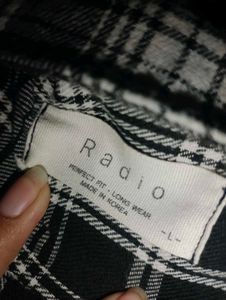 Radio
PERFECT FIT / LONG WEAR
MADE IN KOREA
-L-